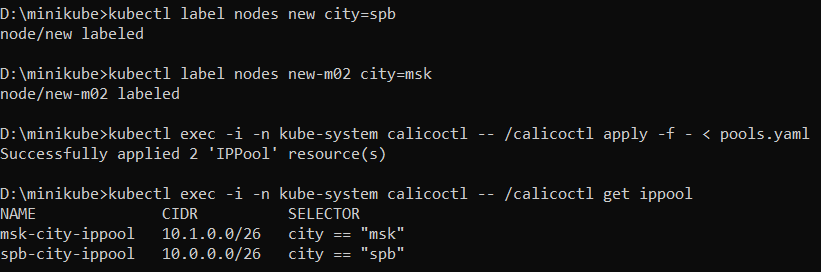 D:\minikube>kubectl label nodes new city=spb
node/new labeled
D:\minikube>kubectl label nodes new-m02 city=msk
node/new-m02 labeled
D:\minikube>kubectl exec -i -n kube-system calicoctl -- /calicoctl apply -f - < pools.yaml
Successfully applied 2 'IPPool' resource(s)
D:\minikube>kubectl exec -i -n kube-system calicoctl -- /calicoctl get ippool
NAME CIDR SELECTOR
msk-city-ippool 10.1.0.0/26 city == "msk"
spb-city-ippool 10.0.0.0/26 city == "spb"